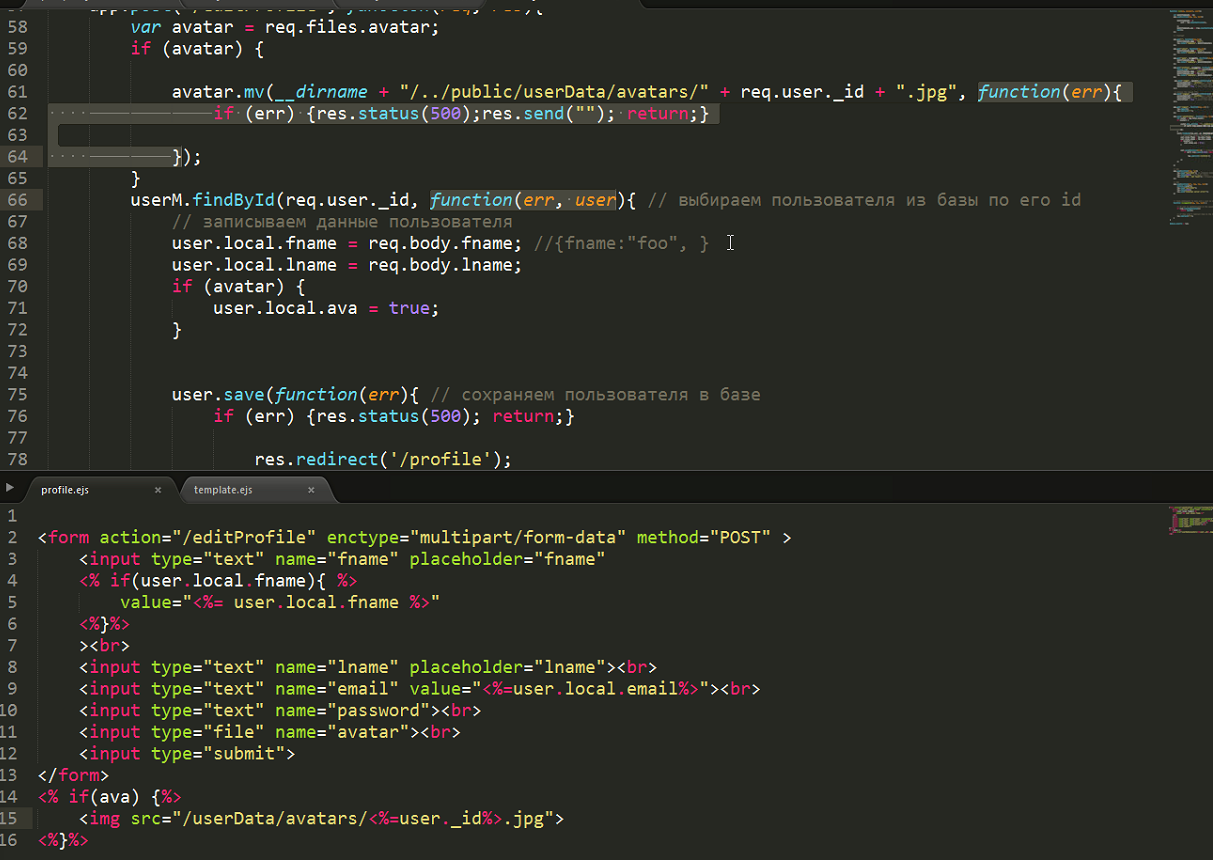 58 var avatar = req.files.avatar;
59 if (avatar) {
60
61 avatar.mv(__dirname + "/../public/userData/avatars/" + req.user._id + ".jpg", function(err){
62 if (err) {res.status(500);res.send(""); return;}
63
64 });
65 }
66 userM.findById(req.user._id, function(err, user){ // выбираем пользователя из базы по его id
67 // записываем данные пользователя
68 user.local.fname = req.body.fname; //{fname:"foo", }
69 user.local.lname = req.body.lname;
70 if (avatar) {
71 user.local.ava = true;
72 }
73
74
75 user.save(function(err){ // сохраняем пользователя в базе
76 if (err) {res.status(500); return;}
77
78 res.redirect('/profile');
profile.ejs × template.ejs ×
1
2 <form action="/editProfile" enctype="multipart/form-data" method="POST" >
3 <input type="text" name="fname" placeholder="fname"
4 <% if(user.local.fname){ %>
5 value="<%= user.local.fname %>"
6 <%}%>
7 ><br>
8 <input type="text" name="lname" placeholder="lname"><br>
9 <input type="text" name="email" value="<%=user.local.email%>"><br>
10 <input type="text" name="password"><br>
11 <input type="file" name="avatar"><br>
12 <input type="submit">
13 </form>
14 <% if(ava) {%>
15 <img src="/userData/avatars/<%=user._id%>.jpg">
16 <%}%>